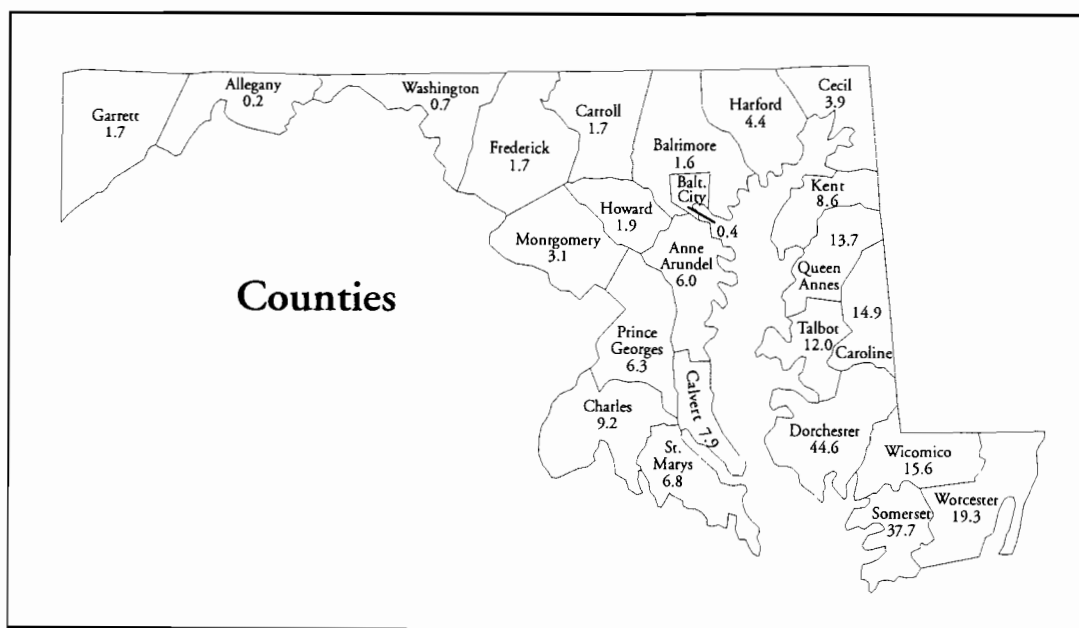 Garrett
1.7
Allegany
0.2
Washington
0.7
Frederick
1.7
Carroll
1.7
Balrimore
1.6
Balt.
City
0.4
Harford
4.4
Cecil
3.9
Kent
8.6
Howard
1.9
Monrgomery
3.1
Anne
Arundel
6.0
13.7
Queen
Annes
Counties
Prince
Georges
6.3
Talbot
12.0
14.9
Caroline
Calvert 7.9
Charles
9.2
St.
Marys
6.8
Dorchester
44.6
Wicomico
15.6
Somerset
37.7
Worcester
19.3